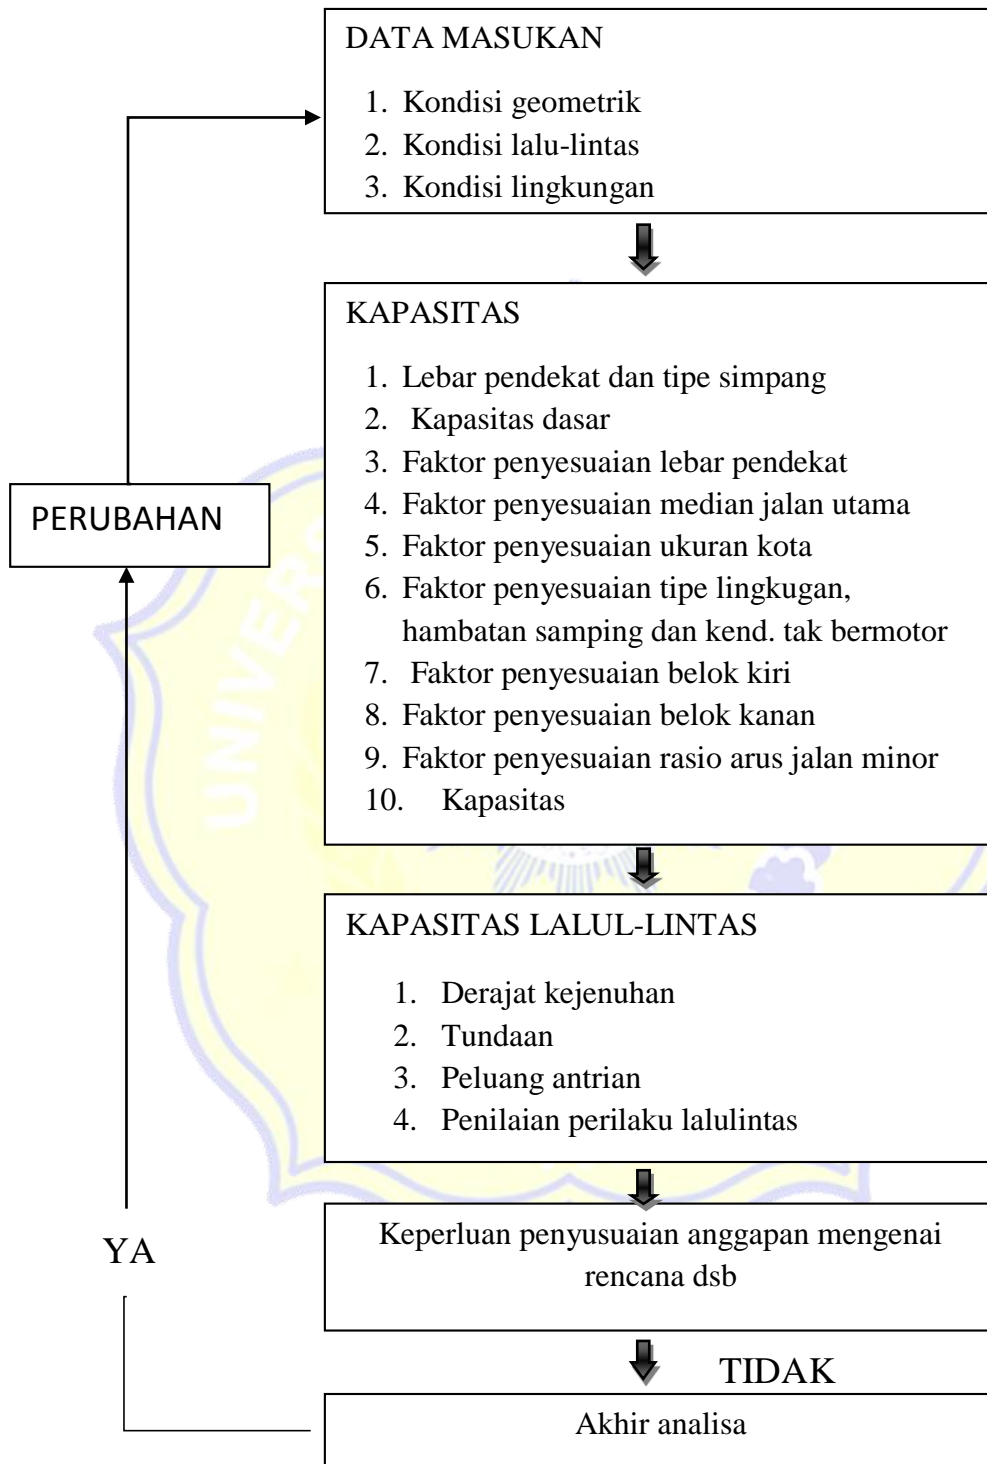 DATA MASUKAN
1. Kondisi geometrik
2. Kondisi lalu-lintas
3. Kondisi lingkungan
KAPASITAS
1. Lebar pendekat dan tipe simpang
2. Kapasitas dasar
3. Faktor penyesuaian lebar pendekat
4. Faktor penyesuaian median jalan utama
5. Faktor penyesuaian ukuran kota
6. Faktor penyesuaian tipe lingkugan,
hambatan samping dan kend. tak bermotor
7. Faktor penyesuaian belok kiri
8. Faktor penyesuaian belok kanan
9. Faktor penyesuaian rasio arus jalan minor
10. Kapasitas
PERUBAHAN
KAPASITAS LALUL-LINTAS
1. Derajat kejenuhan
2. Tundaan
3. Peluang antrian
4. Penilaian perilaku lalulintas
Keperluan penyusuaian anggapan mengenai
rencana dsb
YA
TIDAK
Akhir analisa